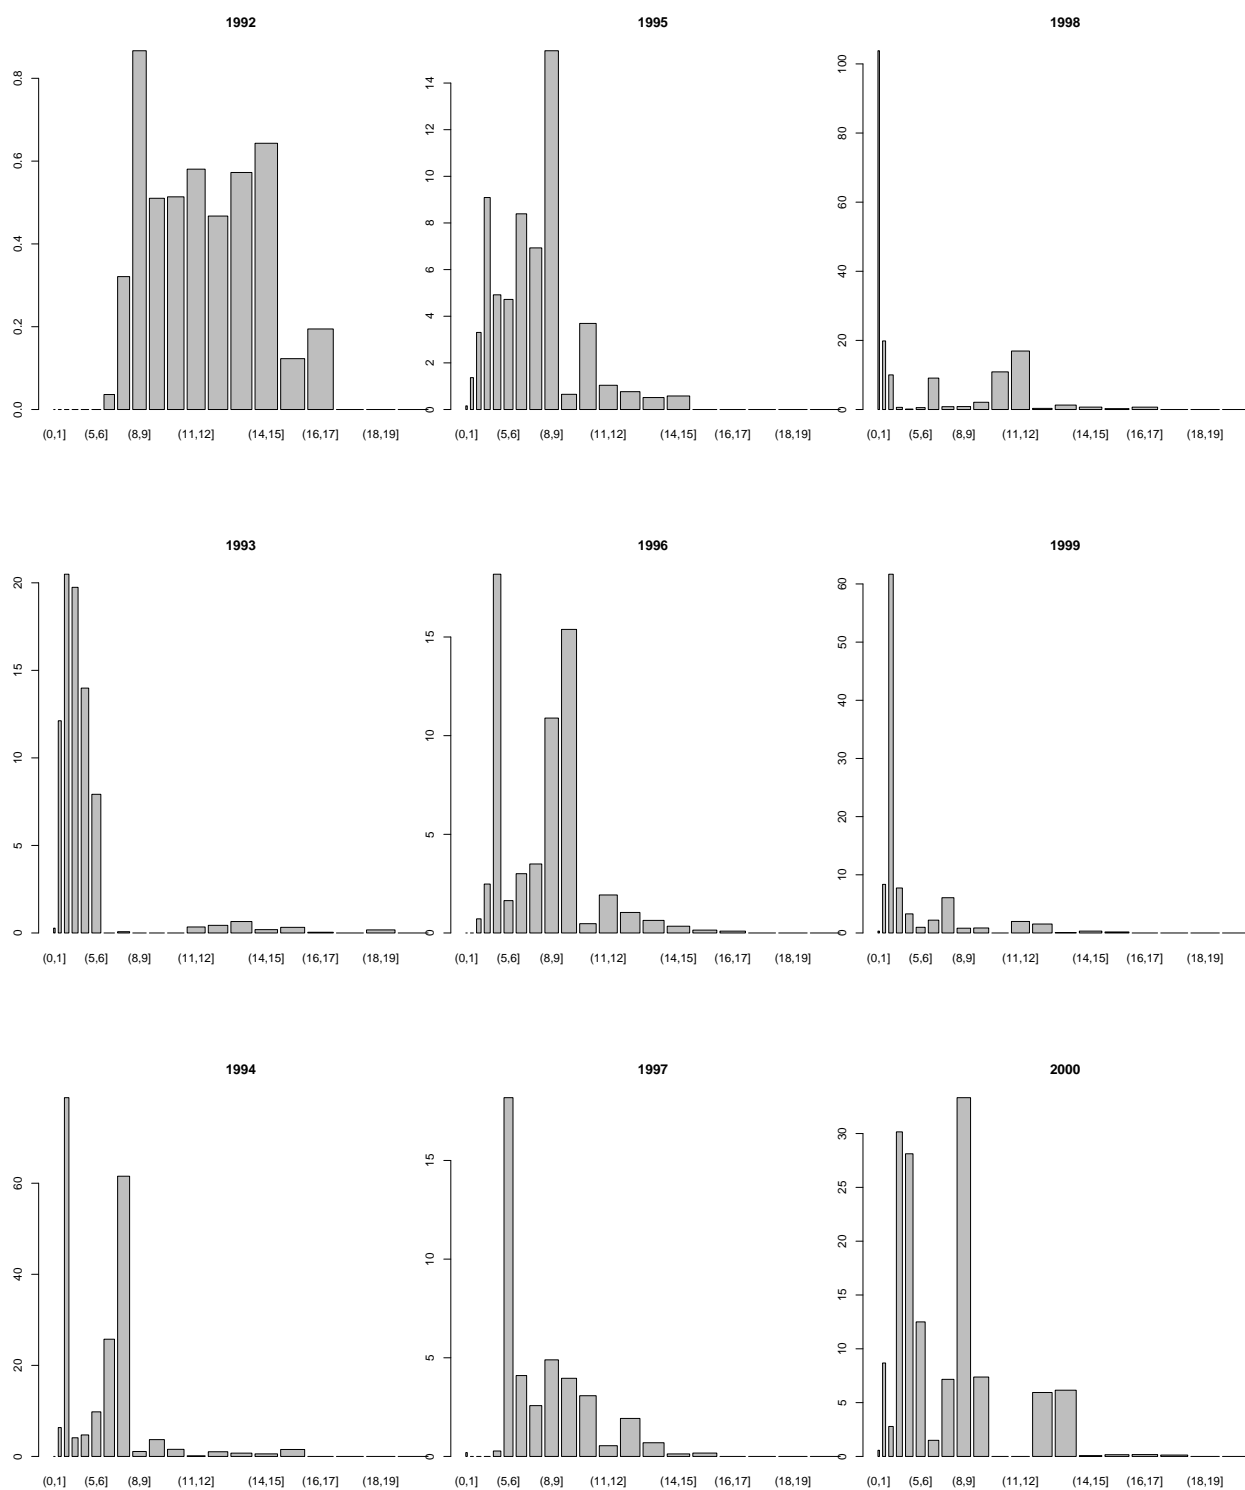 1992
0.0 0.2 0.4 0.6 0.8
(0,1] (5,6] (8,9] (11,12] (14,15] (16,17] (18,19]
1995
0 2 4 6 8 10 12 14
(0,1] (5,6] (8,9] (11,12] (14,15] (16,17] (18,19]
1998
0 20 40 60 80 100
(0,1] (5,6] (8,9] (11,12] (14,15] (16,17] (18,19]
1993
0 5 10 15 20
(0,1] (5,6] (8,9] (11,12] (14,15] (16,17] (18,19]
1996
0 5 10 15
(0,1] (5,6] (8,9] (11,12] (14,15] (16,17] (18,19]
1999
0 10 20 30 40 50 60
(0,1] (5,6] (8,9] (11,12] (14,15] (16,17] (18,19]
1994
0 20 40 60
(0,1] (5,6] (8,9] (11,12] (14,15] (16,17] (18,19]
1997
0 5 10 15
(0,1] (5,6] (8,9] (11,12] (14,15] (16,17] (18,19]
2000
0 5 10 15 20 25 30
(0,1] (5,6] (8,9] (11,12] (14,15] (16,17] (18,19]